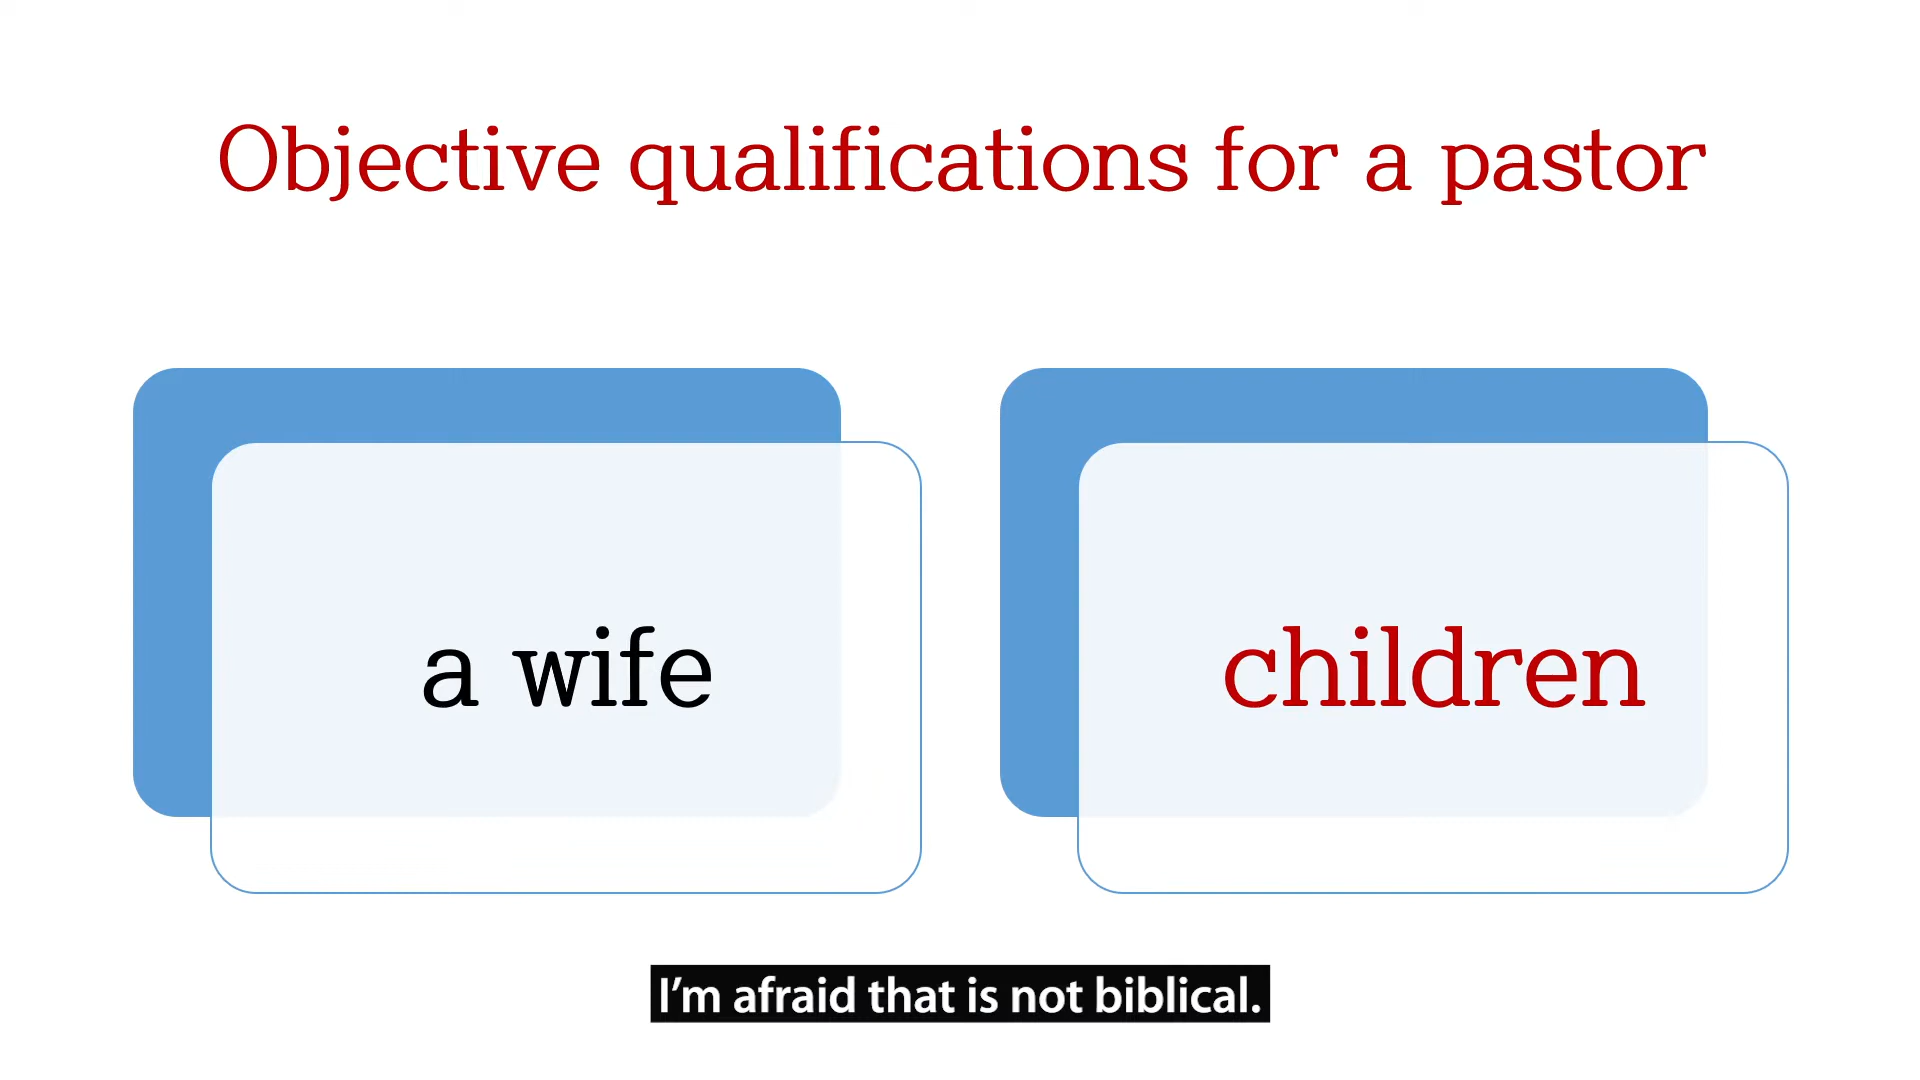 Objective qualifications for a pastor
a wife
children
I'm afraid that is not biblical.